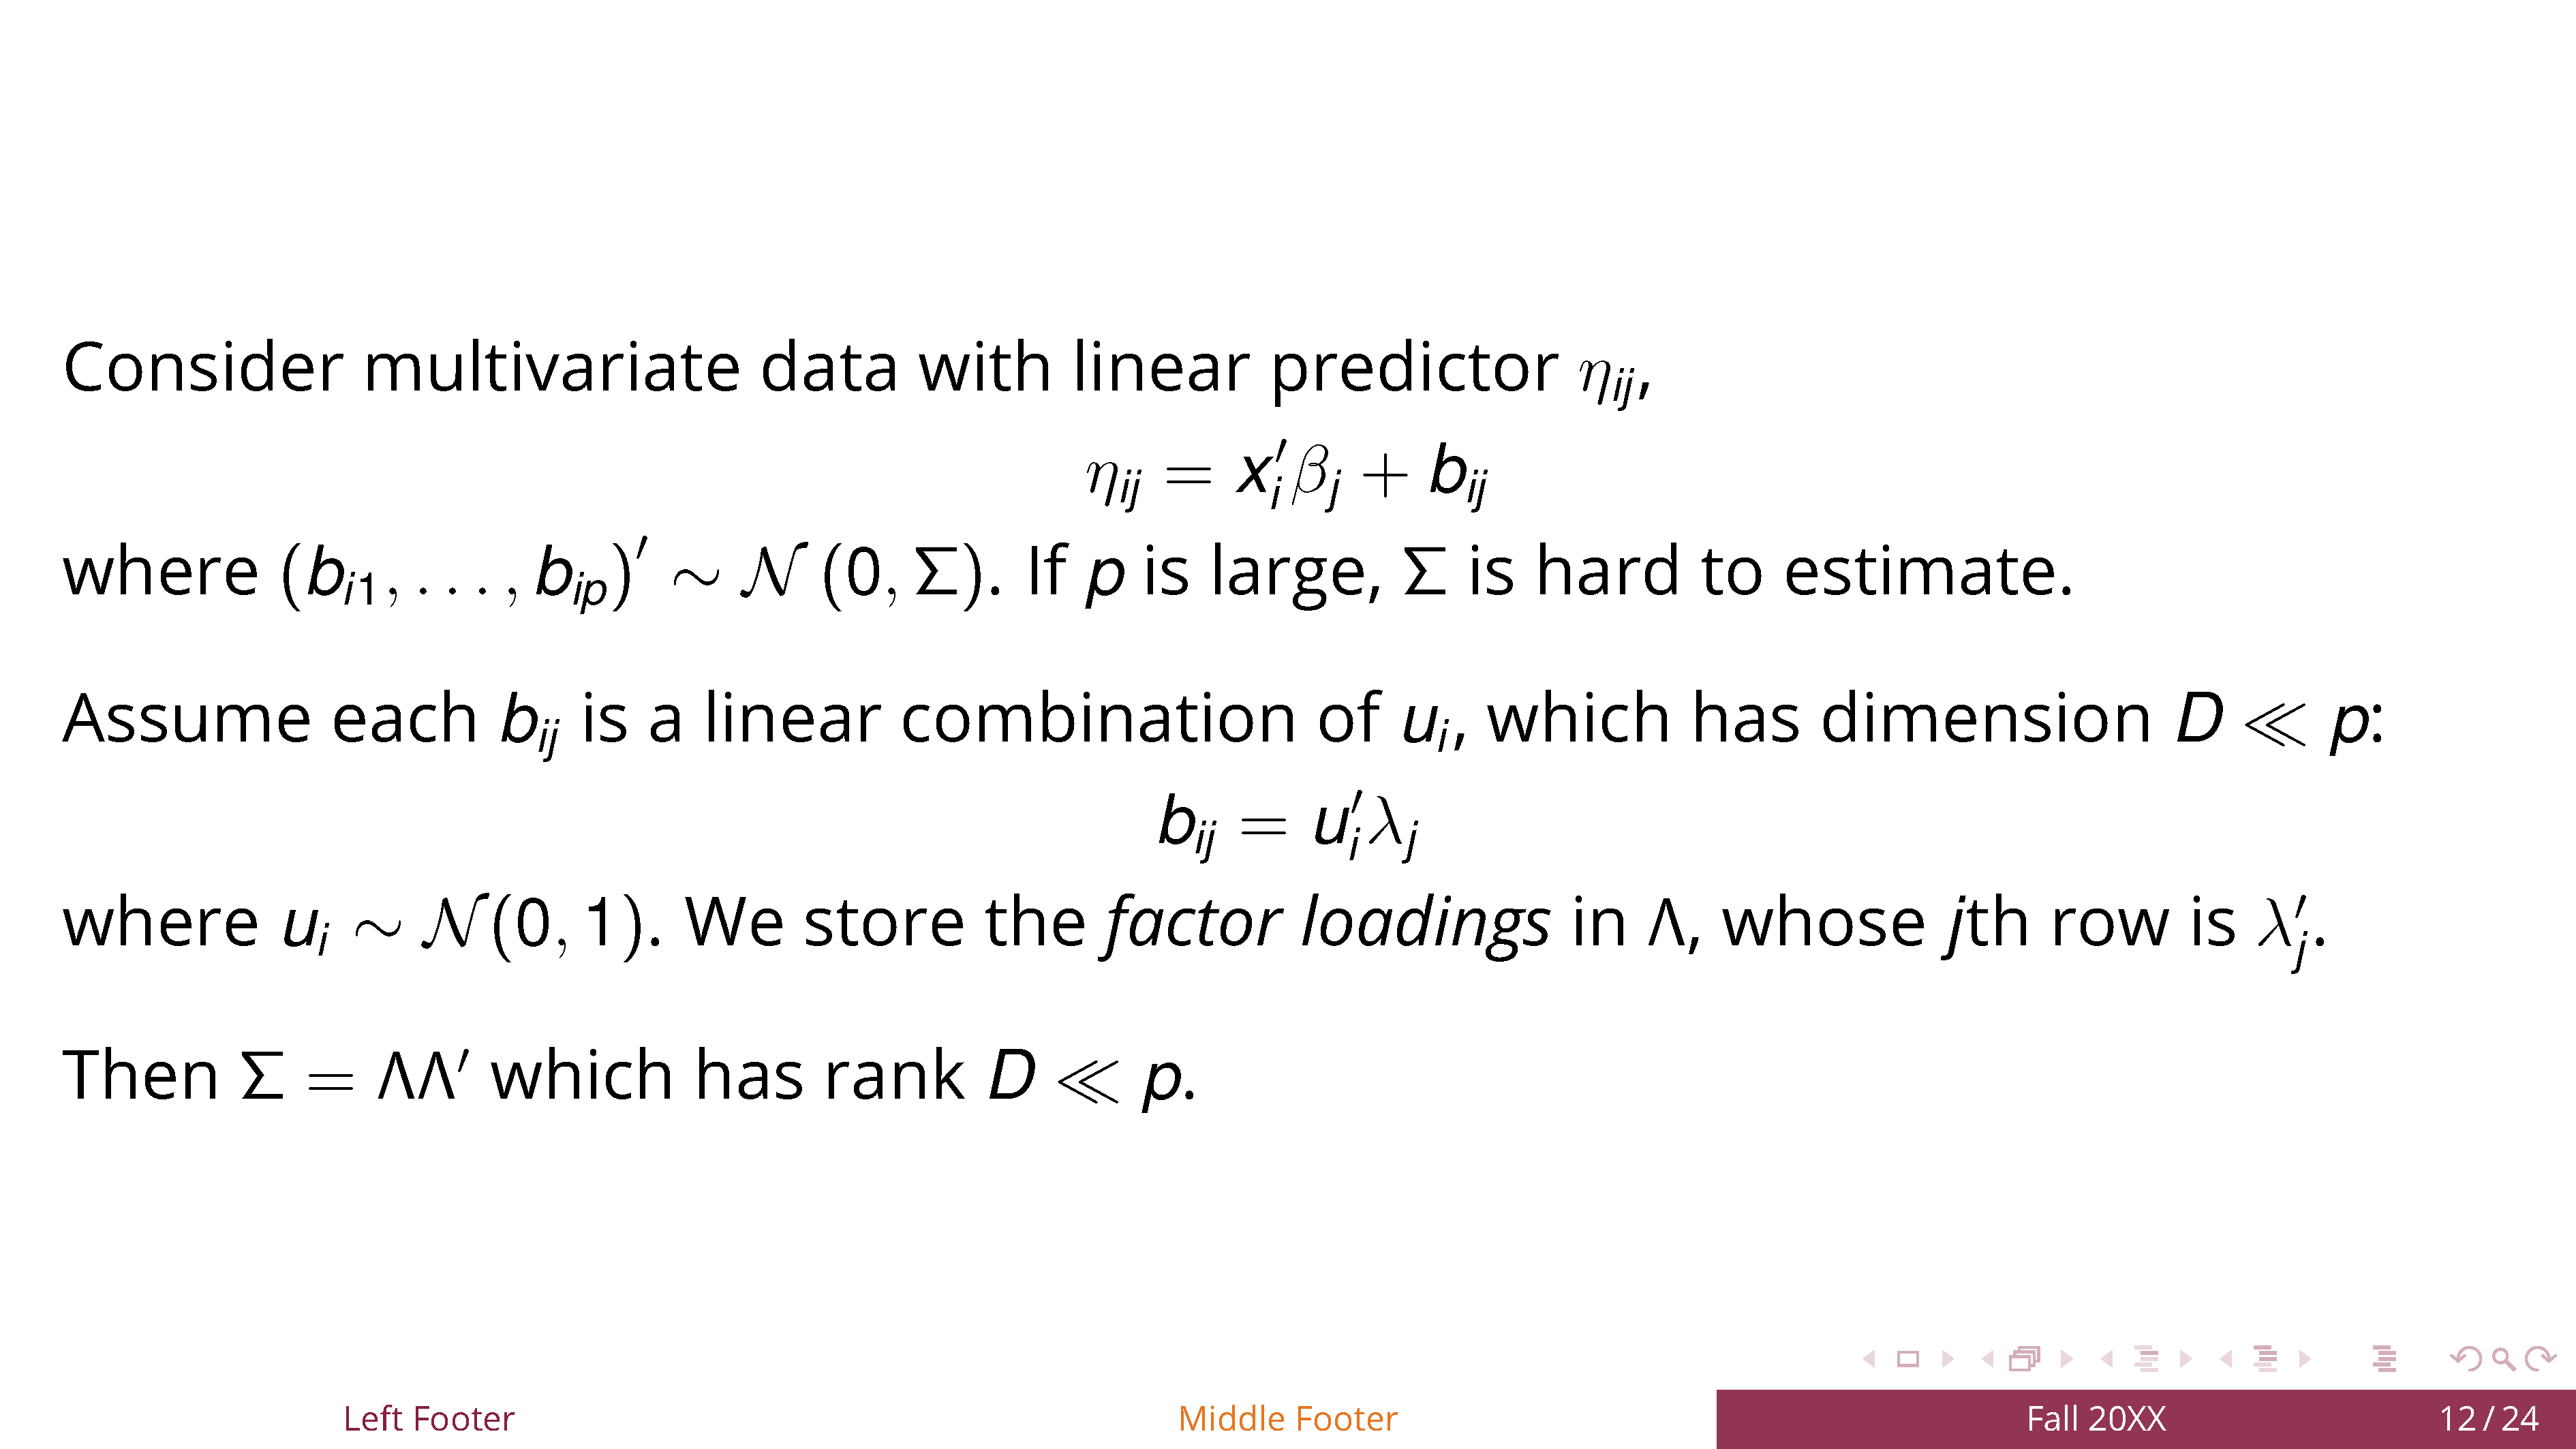 Consider multivariate data with linear predictor ηᵢⱼ,
ηᵢⱼ = x′ᵢβⱼ + bᵢⱼ
where (bᵢ₁, . . . , bᵢₚ)′ ∼ 𝒩 (0, Σ). If p is large, Σ is hard to estimate.
Assume each bᵢⱼ is a linear combination of uᵢ, which has dimension D ≪ p:
bᵢⱼ = u′ᵢλⱼ
where uᵢ ∼ 𝒩(0, 1). We store the factor loadings in Λ, whose jth row is λ′ⱼ.
Then Σ = ΛΛ′ which has rank D ≪ p.
Left Footer Middle Footer Fall 20XX 12 / 24